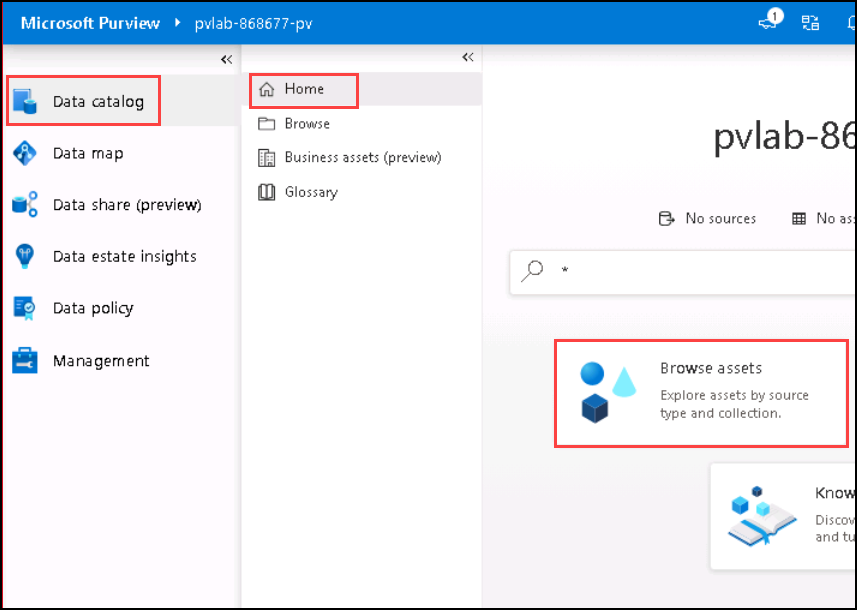 Microsoft Purview ▸ pvlab-868677-pv
1
Data catalog
Data map
Data share (preview)
Data estate insights
Data policy
Management
Home
Browse
Business assets (preview)
Glossary
pvlab-86
No sources
No as
*
Browse assets
Explore assets by source
type and collection.
Know
Discov
and tu